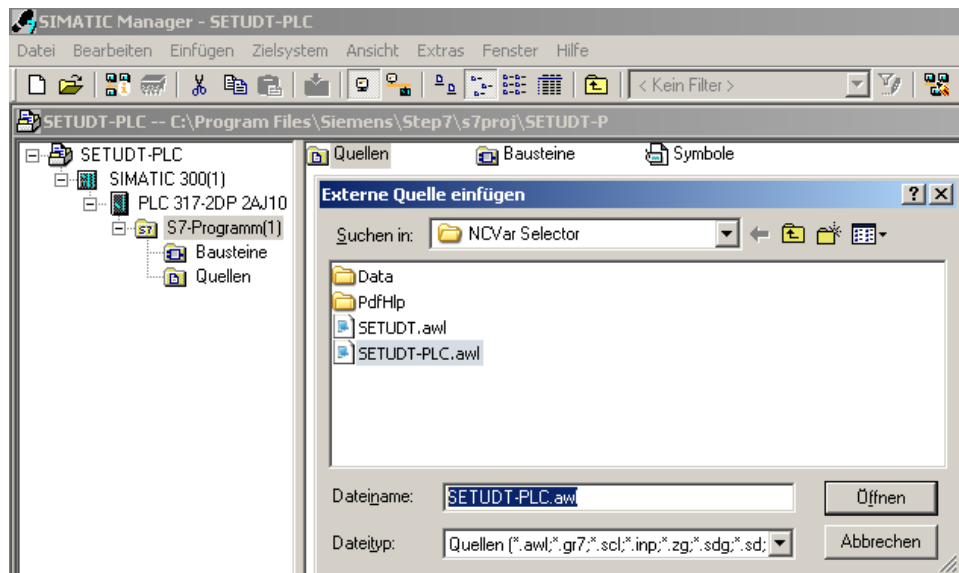 SIMATIC Manager - SETUDT-PLC
Datei Bearbeiten Einfügen Zielsystem Ansicht Extras Fenster Hilfe
< Kein Filter >
SETUDT-PLC -- C:\Program Files\Siemens\Step7\s7proj\SETUDT-P
SETUDT-PLC
SIMATIC 300(1)
PLC 317-2DP 2AJ10
S7-Programm(1)
Bausteine
Quellen
Quellen Bausteine Symbole
Externe Quelle einfügen
Suchen in: NCVar Selector
Data
PdfHlp
SETUDT.awl
SETUDT-PLC.awl
Dateiname: SETUDT-PLC.awl Öffnen
Dateityp: Quellen (*.awl;*.gr7;*.scl;*.inp;*.zg;*.sdg;*.sd; Abbrechen